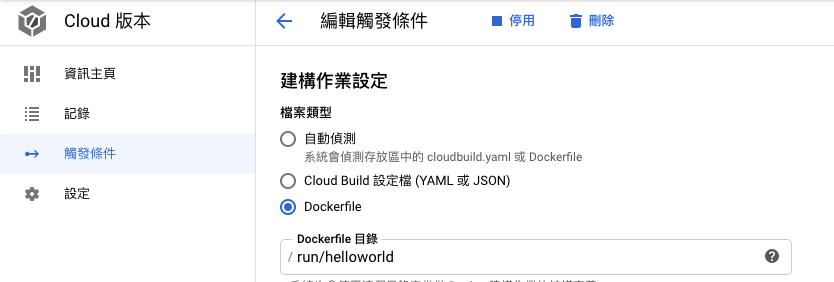 Cloud 版本
編輯觸發條件
停用
刪除
資訊主頁
記錄
觸發條件
設定
建構作業設定
檔案類型
自動偵測
系統會偵測存放區中的 cloudbuild.yaml 或 Dockerfile
Cloud Build 設定檔 (YAML 或 JSON)
Dockerfile
Dockerfile 目錄
/ run/helloworld